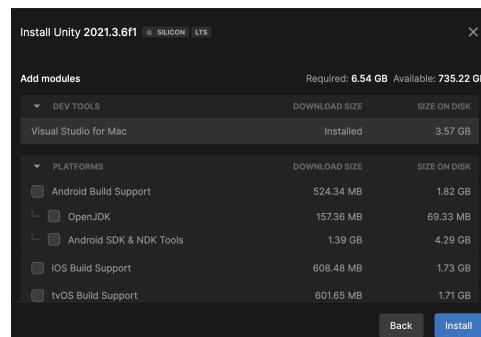 Install Unity 2021.3.6f1 SILICON LTS
Add modules Required: 6.54 GB Available: 735.22 G
DEV TOOLS DOWNLOAD SIZE SIZE ON DISK
Visual Studio for Mac Installed 3.57 GB
PLATFORMS DOWNLOAD SIZE SIZE ON DISK
Android Build Support 524.34 MB 1.82 GB
OpenJDK 157.36 MB 69.33 MB
Android SDK & NDK Tools 1.39 GB 4.29 GB
iOS Build Support 608.48 MB 1.73 GB
tvOS Build Support 601.65 MB 1.71 GB
Back Install